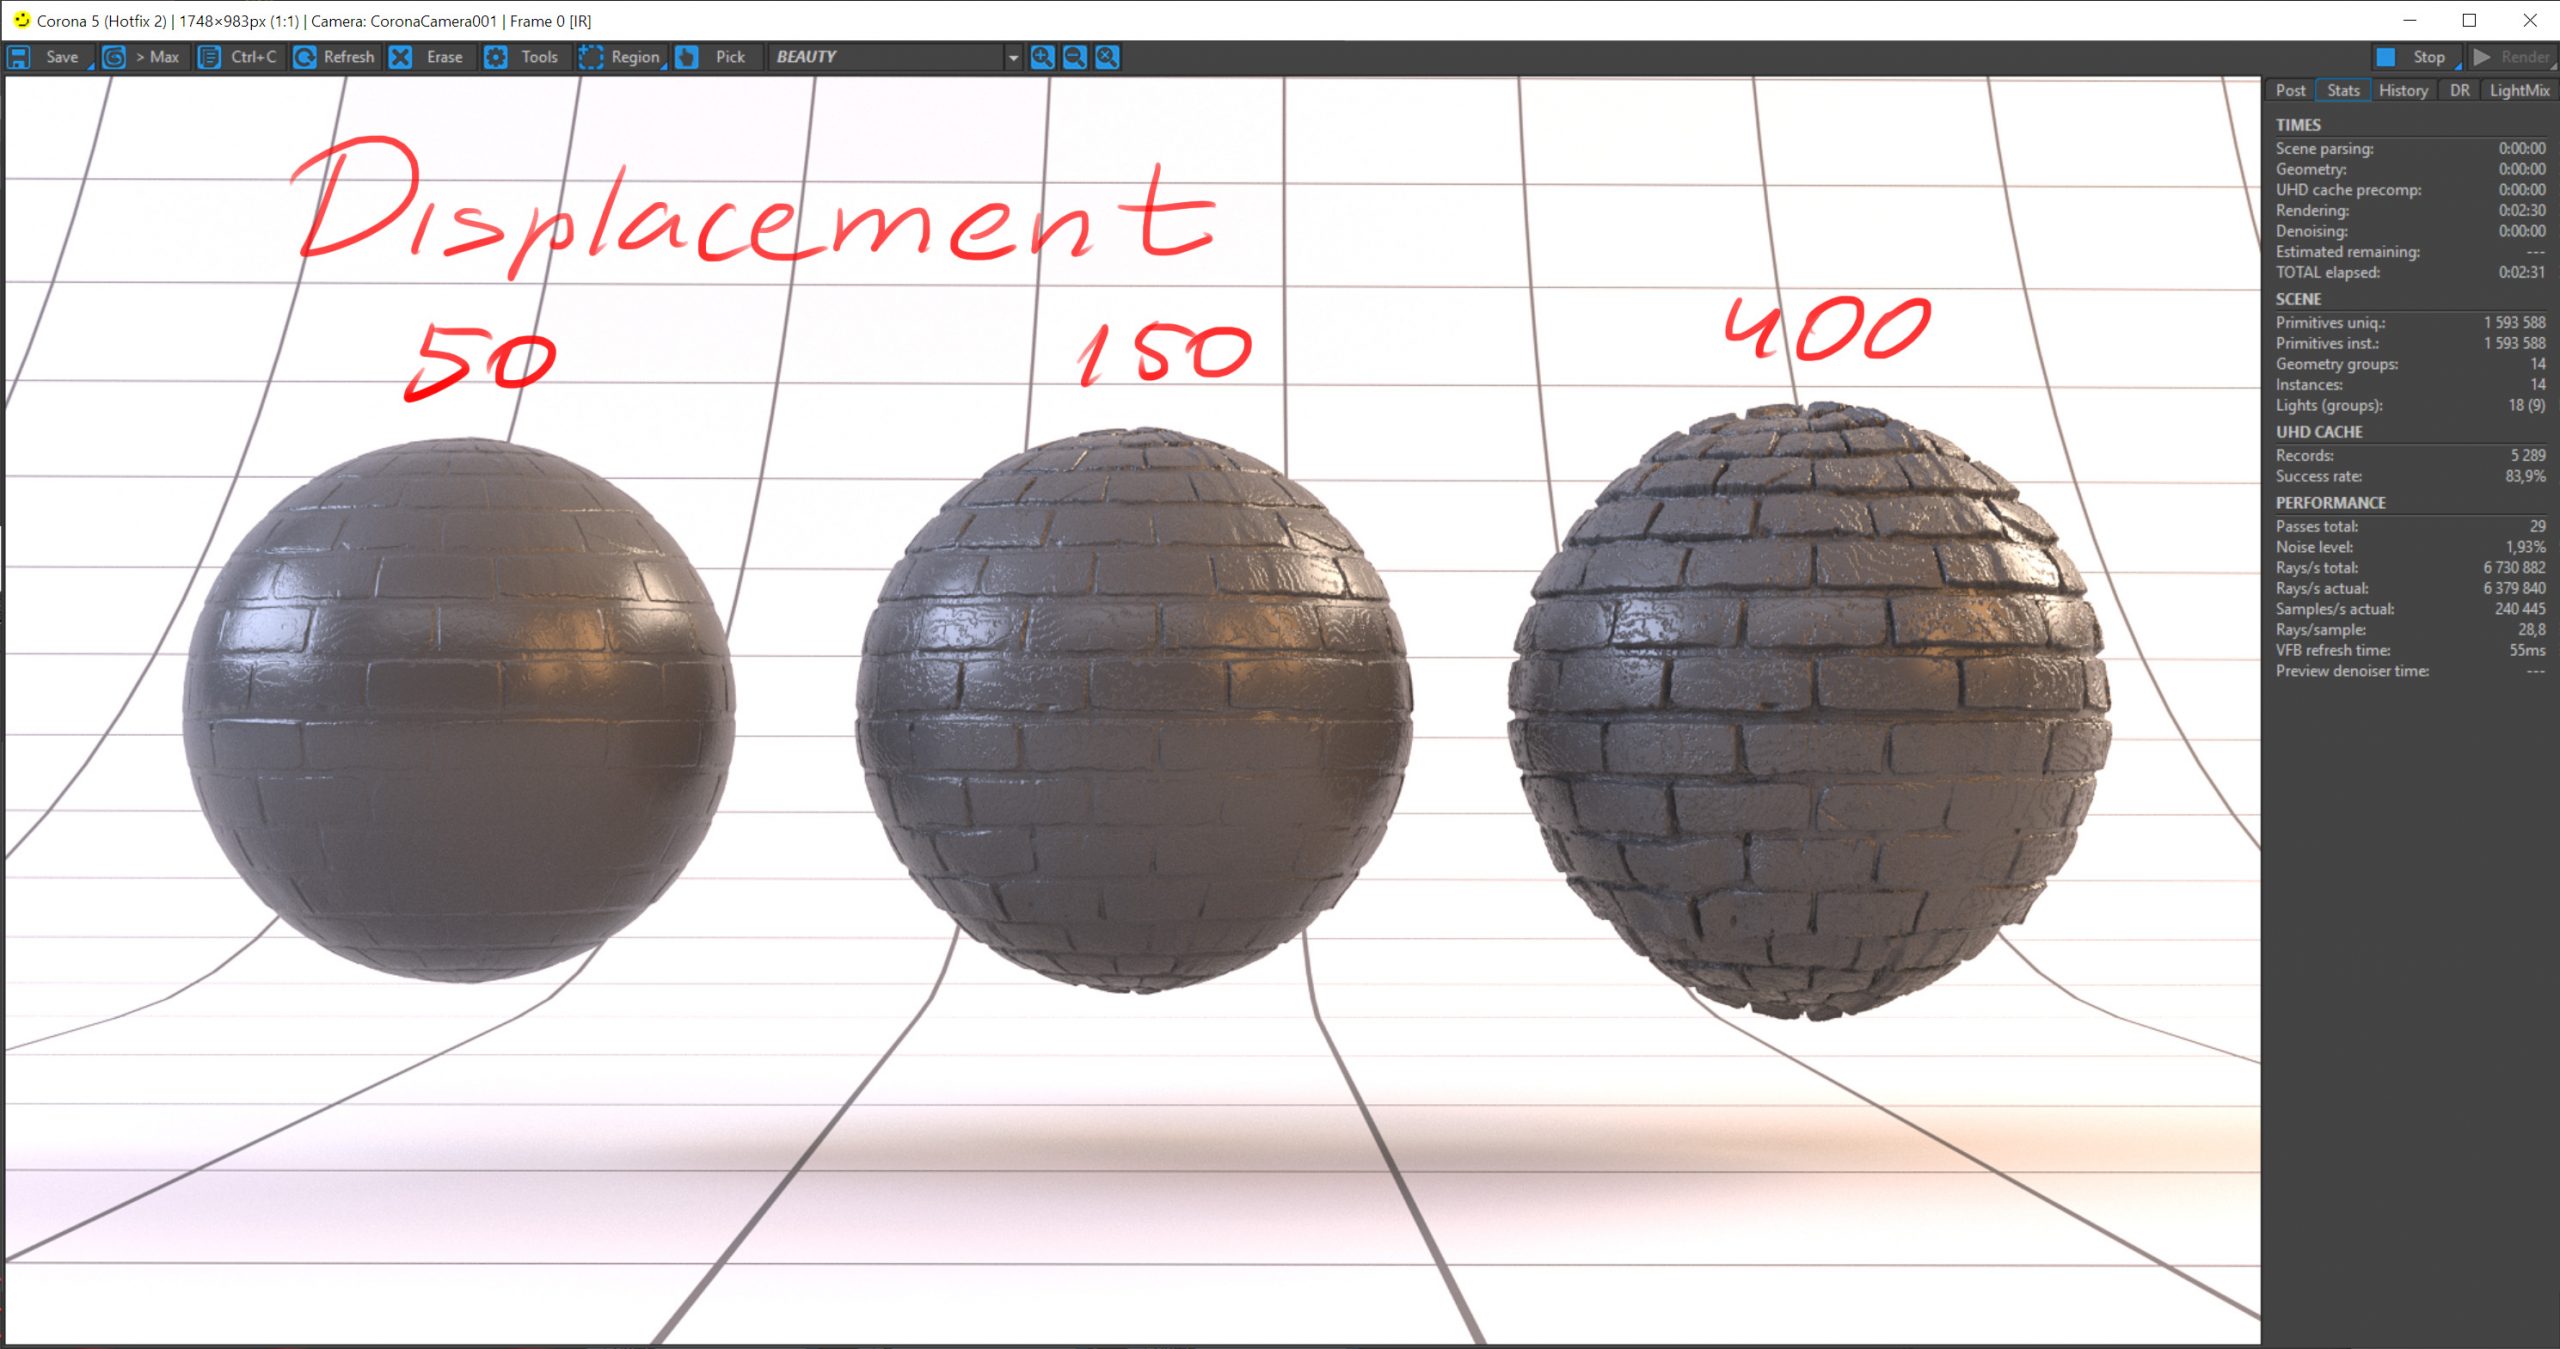 Corona 5 (Hotfix 2) | 1748×983px (1:1) | Camera: CoronaCamera001 | Frame 0 [IR]
Save > Max Ctrl+C Refresh Erase Tools Region Pick BEAUTY Stop Render
Post Stats History DR LightMix
Displacement
50 150 400
TIMES
Scene parsing: 0:00:00
Geometry: 0:00:00
UHD cache precomp: 0:00:00
Rendering: 0:02:30
Denoising: 0:00:00
Estimated remaining: ---
TOTAL elapsed: 0:02:31
SCENE
Primitives uniq.: 1 593 588
Primitives inst.: 1 593 588
Geometry groups: 14
Instances: 14
Lights (groups): 18 (9)
UHD CACHE
Records: 5 289
Success rate: 83,9%
PERFORMANCE
Passes total: 29
Noise level: 1,93%
Rays/s total: 6 730 882
Rays/s actual: 6 379 840
Samples/s actual: 240 445
Rays/sample: 28,8
VFB refresh time: 55ms
Preview denoiser time: ---